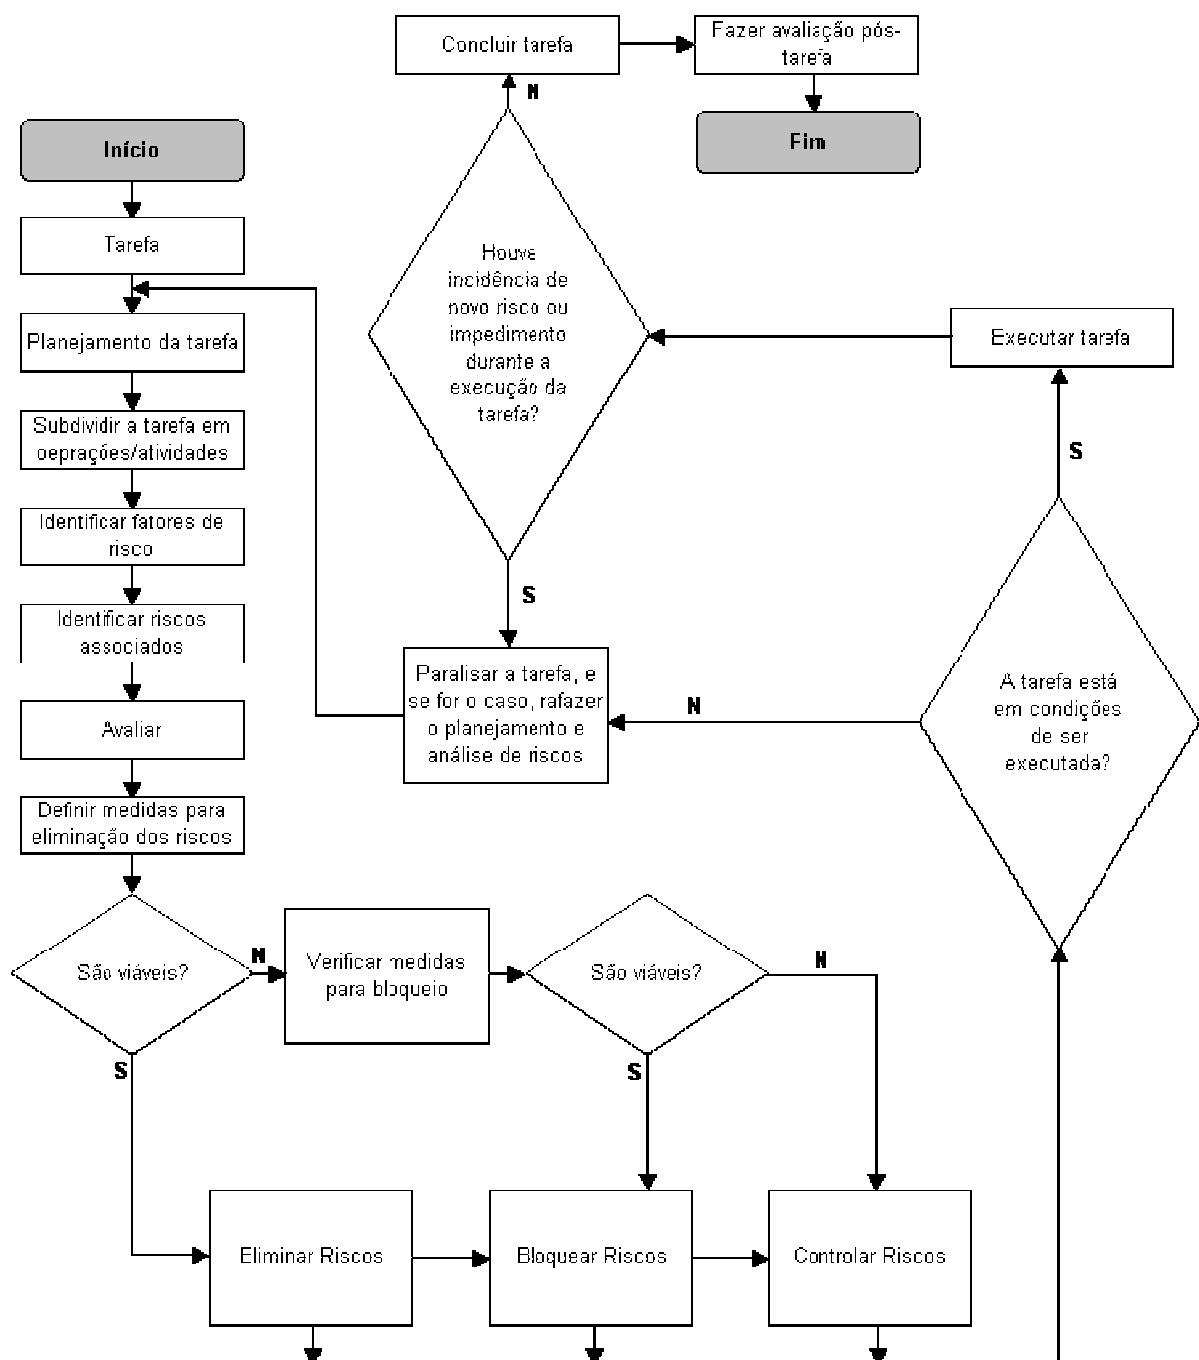 Concluir tarefa
Fazer avaliação pós-
tarefa
N
Início
Fim
Tarefa
Houve
incidência de
novo risco ou
impedimento
durante a
execução da
tarefa?
Planejamento da tarefa
Executar tarefa
Subdividir a tarefa em
oeprações/atividades
S
Identificar fatores de
risco
S
Identificar riscos
associados
Paralisar a tarefa, e
se for o caso, rafazer
o planejamento e
análise de riscos
N
A tarefa está
em condições
de ser
executada?
Avaliar
Definir medidas para
eliminação dos riscos
São viáveis?
N
Verificar medidas
para bloqueio
São viáveis?
N
S
S
Eliminar Riscos
Bloquear Riscos
Controlar Riscos